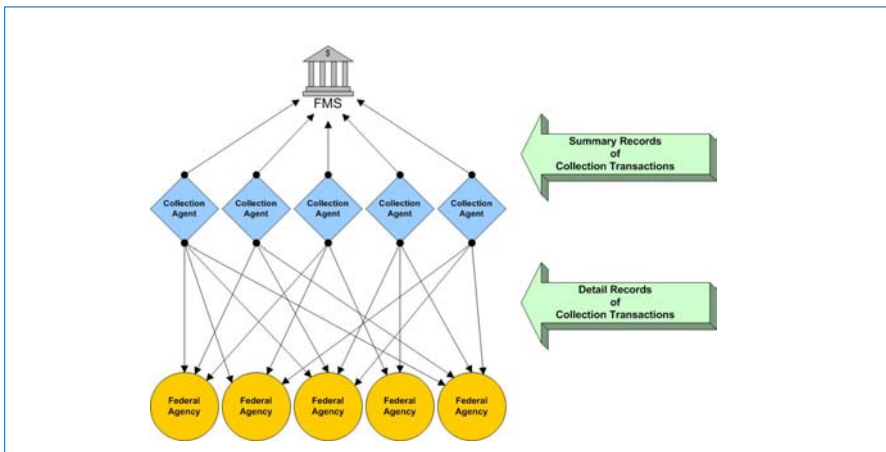 $
FMS
Summary Records
of
Collection Transactions
Collection
Agent
Collection
Agent
Collection
Agent
Collection
Agent
Collection
Agent
Detail Records
of
Collection Transactions
Federal
Agency
Federal
Agency
Federal
Agency
Federal
Agency
Federal
Agency